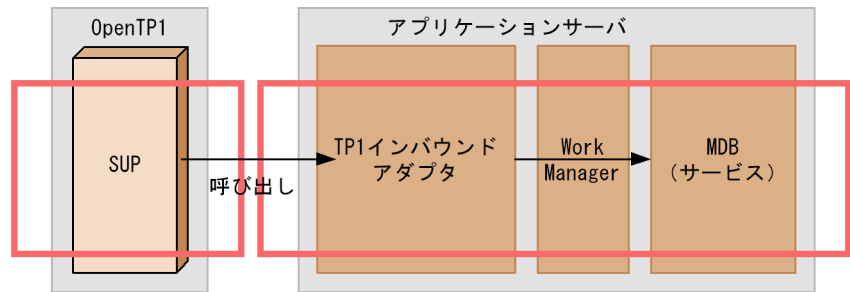 OpenTP1
アプリケーションサーバ
SUP
呼び出し
TP1インバウンド
アダプタ
Work
Manager
MDB
（サービス）